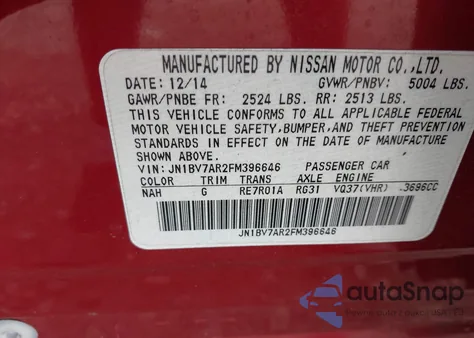 MANUFACTURED BY NISSAN MOTOR CO.,LTD.
DATE: 12/14 GVWR/PNBV: 5004 LBS.
GAWR/PNBE FR: 2524 LBS. RR: 2513 LBS.
THIS VEHICLE CONFORMS TO ALL APPLICABLE FEDERAL
MOTOR VEHICLE SAFETY,BUMPER,AND THEFT PREVENTION
STANDARDS IN EFFECT ON THE DATE OF MANUFACTURE
SHOWN ABOVE.
VIN: JN1BV7AR2FM396646 PASSENGER CAR
COLOR TRIM TRANS AXLE ENGINE
NAH G RE7R01A RG31 VQ37(VHR) -3696CC
JN1BV7AR2FM396646
autoSnap